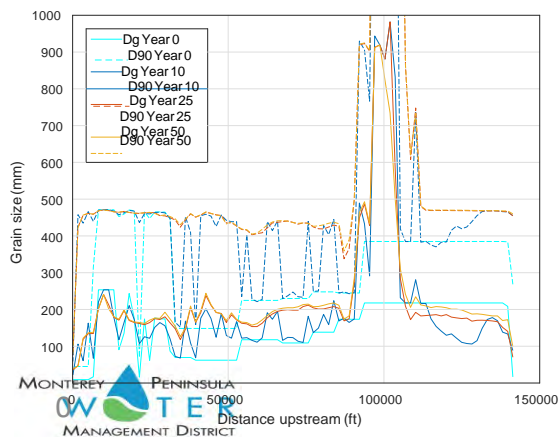 1000
900
800
700
600
500
400
300
200
100
0
Grain size (mm)
Dg Year 0
D90 Year 0
Dg Year 10
D90 Year 10
Dg Year 25
D90 Year 25
Dg Year 50
D90 Year 50
50000
100000
150000
Distance upstream (ft)
MONTEREY PENINSULA
WATER
MANAGEMENT DISTRICT